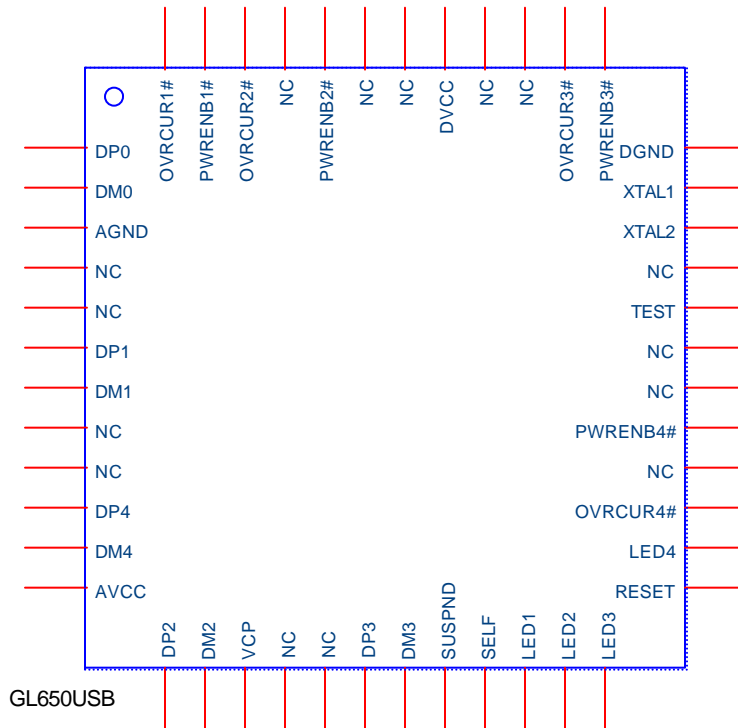 OVRCUR1#
PWRENB1#
OVRCUR2#
NC
PWRENB2#
NC
NC
DVCC
NC
NC
OVRCUR3#
PWRENB3#
DP0
DM0
AGND
NC
NC
DP1
DM1
NC
NC
DP4
DM4
AVCC
DGND
XTAL1
XTAL2
NC
TEST
NC
NC
PWRENB4#
NC
OVRCUR4#
LED4
RESET
DP2
DM2
VCP
NC
NC
DP3
DM3
SUSPND
SELF
LED1
LED2
LED3
GL650USB